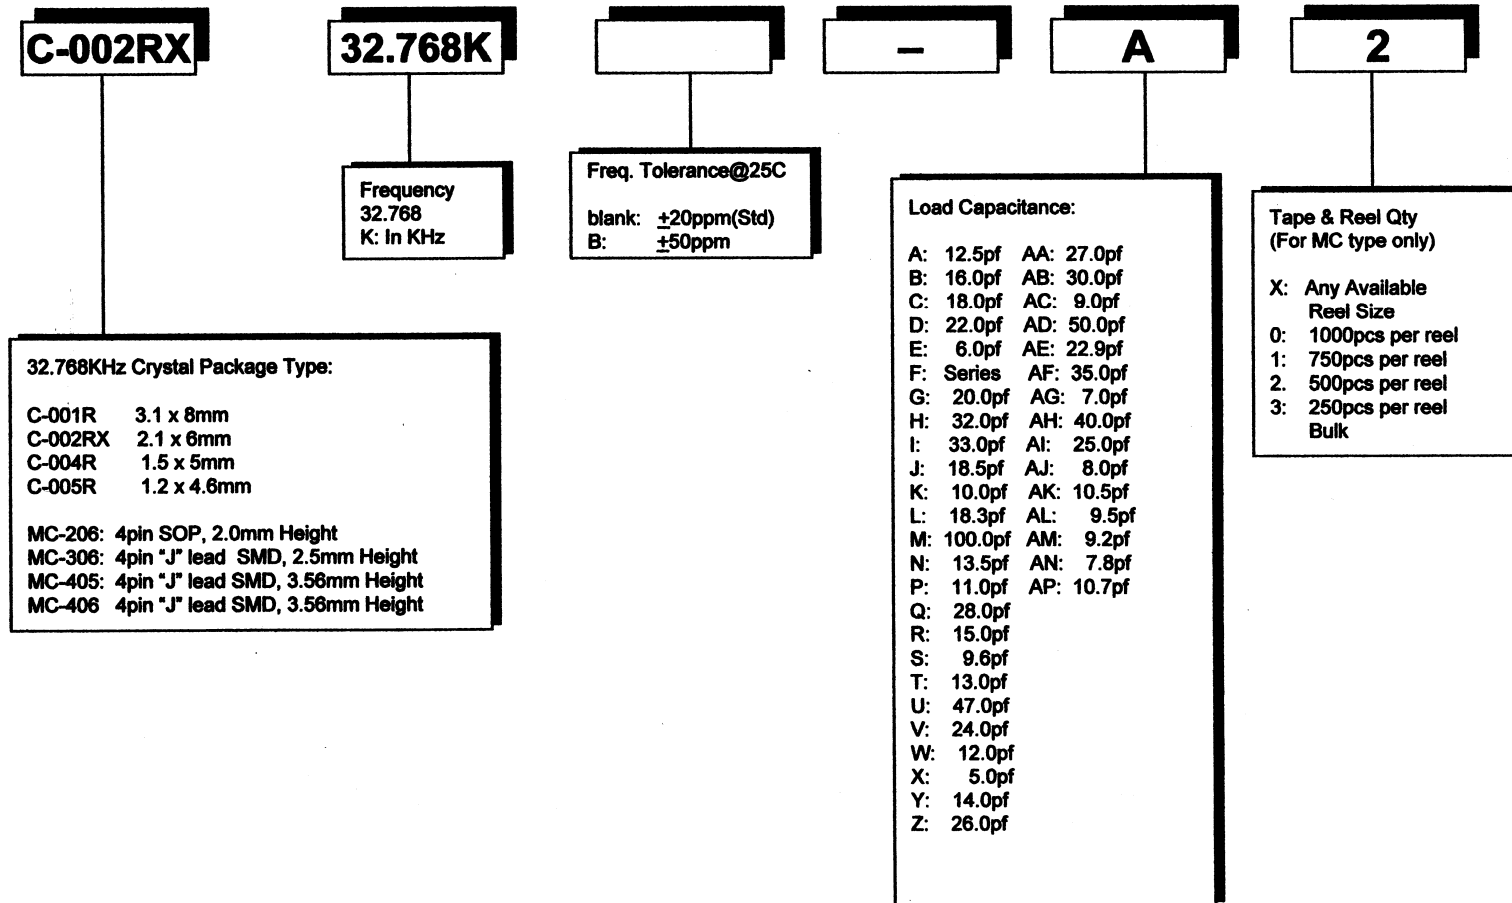 C-002RX 32.768K – A 2
Frequency
32.768
K: In KHz
Freq. Tolerance@25C
blank: ±20ppm(Std)
B: ±50ppm
Load Capacitance:
A: 12.5pf AA: 27.0pf
B: 16.0pf AB: 30.0pf
C: 18.0pf AC: 9.0pf
D: 22.0pf AD: 50.0pf
E: 6.0pf AE: 22.9pf
F: Series AF: 35.0pf
G: 20.0pf AG: 7.0pf
H: 32.0pf AH: 40.0pf
I: 33.0pf AI: 25.0pf
J: 18.5pf AJ: 8.0pf
K: 10.0pf AK: 10.5pf
L: 18.3pf AL: 9.5pf
M: 100.0pf AM: 9.2pf
N: 13.5pf AN: 7.8pf
P: 11.0pf AP: 10.7pf
Q: 28.0pf
R: 15.0pf
S: 9.6pf
T: 13.0pf
U: 47.0pf
V: 24.0pf
W: 12.0pf
X: 5.0pf
Y: 14.0pf
Z: 26.0pf
Tape & Reel Qty
(For MC type only)
X: Any Available
Reel Size
0: 1000pcs per reel
1: 750pcs per reel
2. 500pcs per reel
3: 250pcs per reel
Bulk
32.768KHz Crystal Package Type:
C-001R 3.1 x 8mm
C-002RX 2.1 x 6mm
C-004R 1.5 x 5mm
C-005R 1.2 x 4.6mm
MC-206: 4pin SOP, 2.0mm Height
MC-306: 4pin "J" lead SMD, 2.5mm Height
MC-405: 4pin "J" lead SMD, 3.56mm Height
MC-406 4pin "J" lead SMD, 3.56mm Height